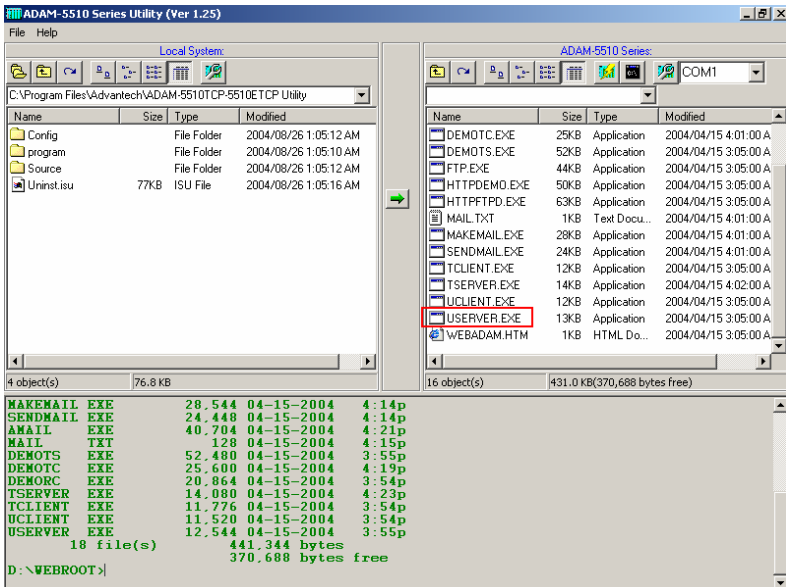 ADAM-5510 Series Utility (Ver 1.25)
File Help
Local System:
C:\Program Files\Advantech\ADAM-5510TCP-5510ETCP Utility
Name Size Type Modified
Config File Folder 2004/08/26 1:05:12 AM
program File Folder 2004/08/26 1:05:10 AM
Source File Folder 2004/08/26 1:05:12 AM
Uninst.isu 77KB ISU File 2004/08/26 1:05:16 AM
4 object(s) 76.8 KB
ADAM-5510 Series:
COM1
Name Size Type Modified
DEMOTC.EXE 25KB Application 2004/04/15 4:01:00 A
DEMOTS.EXE 52KB Application 2004/04/15 3:05:00 A
FTP.EXE 44KB Application 2004/04/15 3:05:00 A
HTTPDEMO.EXE 50KB Application 2004/04/15 3:05:00 A
HTTPFTPD.EXE 63KB Application 2004/04/15 3:05:00 A
MAIL.TXT 1KB Text Docu... 2004/04/15 4:01:00 A
MAKEMAIL.EXE 28KB Application 2004/04/15 4:01:00 A
SENDMAIL.EXE 24KB Application 2004/04/15 4:01:00 A
TCLIENT.EXE 12KB Application 2004/04/15 3:05:00 A
TSERVER.EXE 14KB Application 2004/04/15 4:02:00 A
UCLIENT.EXE 12KB Application 2004/04/15 3:05:00 A
USERVER.EXE 13KB Application 2004/04/15 3:05:00 A
WEBADAM.HTM 1KB HTML Do... 2004/04/15 3:05:00 A
16 object(s) 431.0 KB(370,688 bytes free)
MAKEMAIL EXE 28,544 04-15-2004 4:14p
SENDMAIL EXE 24,448 04-15-2004 4:14p
AMAIL EXE 40,704 04-15-2004 4:21p
MAIL TXT 128 04-15-2004 4:15p
DEMOTS EXE 52,480 04-15-2004 3:55p
DEMOTC EXE 25,600 04-15-2004 4:19p
DEMORC EXE 20,864 04-15-2004 3:54p
TSERVER EXE 14,080 04-15-2004 4:23p
TCLIENT EXE 11,776 04-15-2004 3:54p
UCLIENT EXE 11,520 04-15-2004 3:54p
USERVER EXE 12,544 04-15-2004 3:55p
18 file(s) 441,344 bytes
370,688 bytes free
D:\WEBROOT>